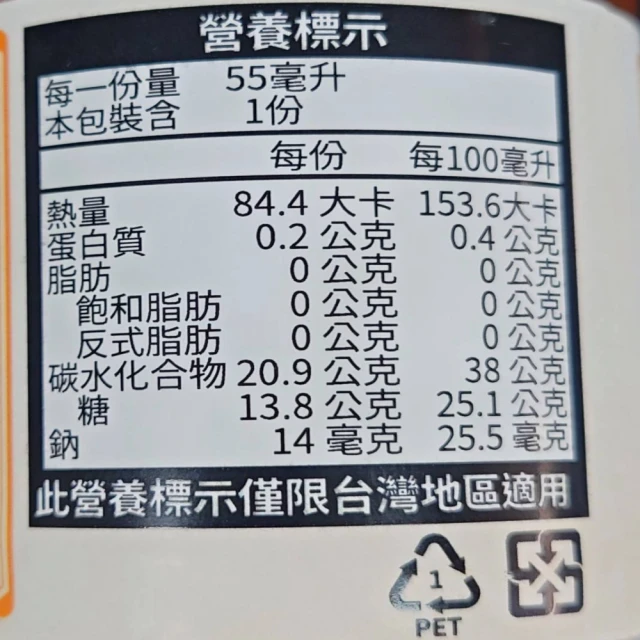 營養標示
每一份量 55毫升
本包裝含 1份
每份 每100毫升
熱量 84.4 大卡 153.6大卡
蛋白質 0.2 公克 0.4 公克
脂肪 0 公克 0 公克
飽和脂肪 0 公克 0 公克
反式脂肪 0 公克 0 公克
碳水化合物 20.9 公克 38 公克
糖 13.8 公克 25.1 公克
鈉 14 毫克 25.5 毫克
此營養標示僅限台灣地區適用
1
PET